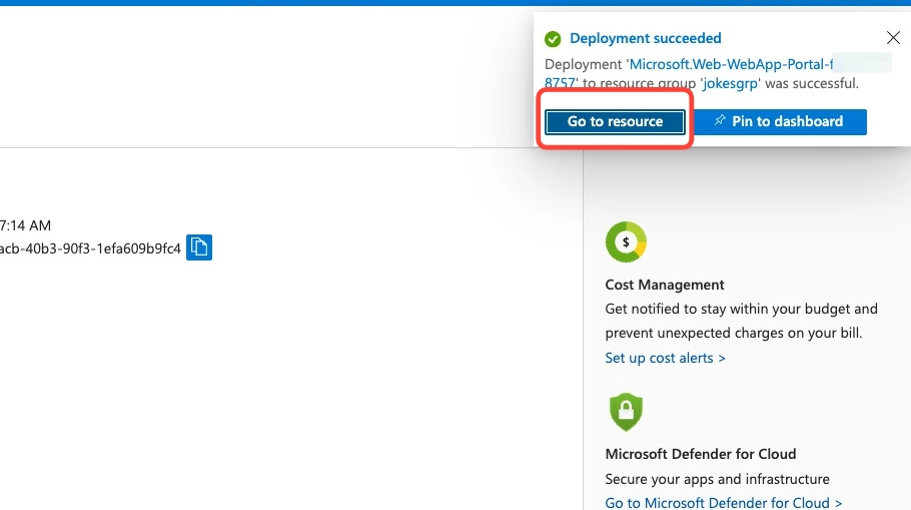 Deployment succeeded
Deployment 'Microsoft.Web-WebApp-Portal-f
8757' to resource group 'jokesgrp' was successful.
Go to resource
Pin to dashboard
7:14 AM
acb-40b3-90f3-1efa609b9fc4
$
Cost Management
Get notified to stay within your budget and
prevent unexpected charges on your bill.
Set up cost alerts >
Microsoft Defender for Cloud
Secure your apps and infrastructure
Go to Microsoft Defender for Cloud >